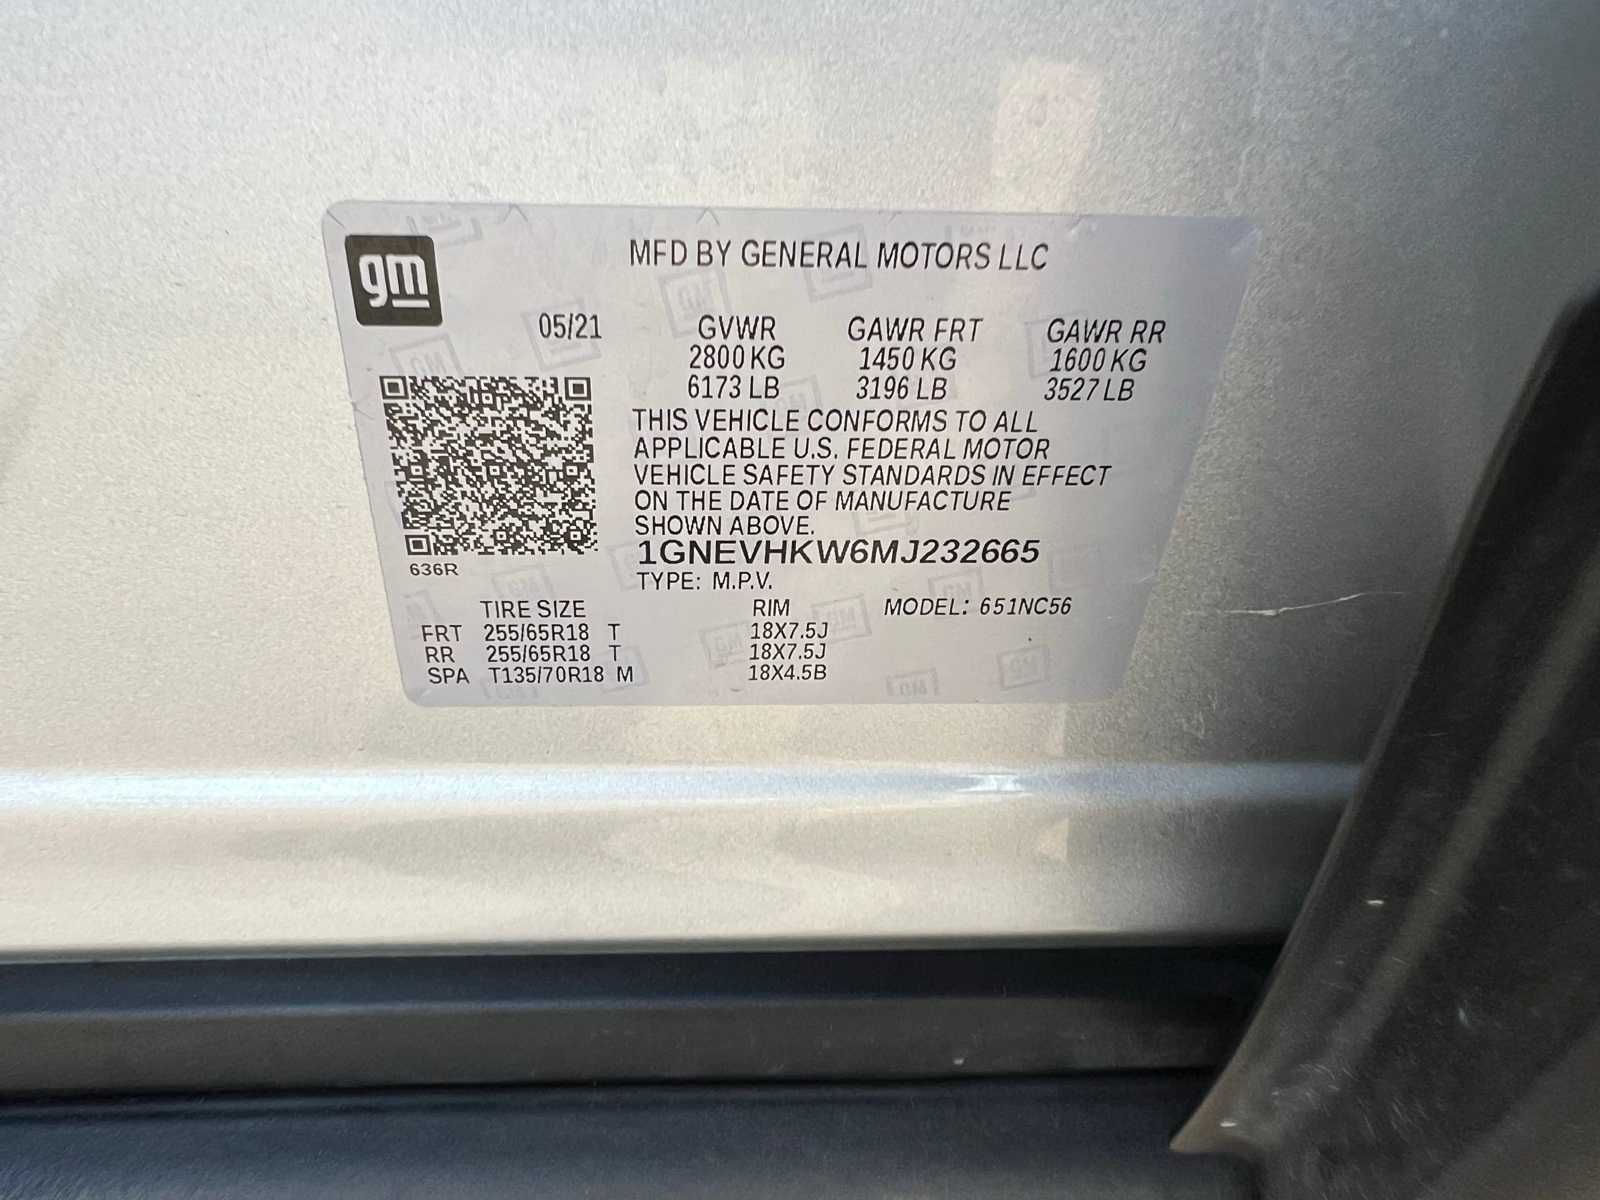 gm
MFD BY GENERAL MOTORS LLC
05/21 GVWR GAWR FRT GAWR RR
2800 KG 1450 KG 1600 KG
6173 LB 3196 LB 3527 LB
THIS VEHICLE CONFORMS TO ALL
APPLICABLE U.S. FEDERAL MOTOR
VEHICLE SAFETY STANDARDS IN EFFECT
ON THE DATE OF MANUFACTURE
SHOWN ABOVE.
1GNEVHKW6MJ232665
636R
TYPE: M.P.V.
TIRE SIZE RIM MODEL: 651NC56
FRT 255/65R18 T 18X7.5J
RR 255/65R18 T 18X7.5J
SPA T135/70R18 M 18X4.5B